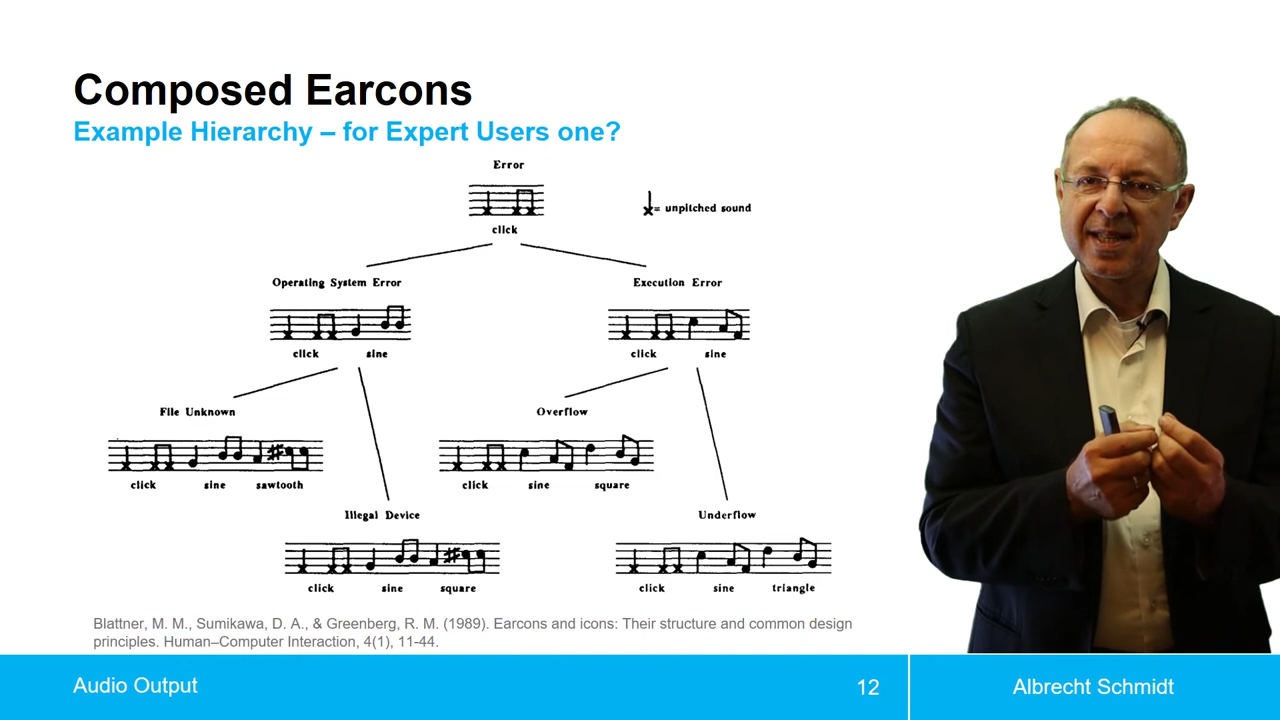 Composed Earcons
Example Hierarchy – for Expert Users one?
Error
= unpitched sound
click
Operating System Error
Execution Error
click sine
click sine
File Unknown
Overflow
click sine sawtooth
click sine square
Illegal Device
Underflow
click sine square
click sine triangle
Blattner, M. M., Sumikawa, D. A., & Greenberg, R. M. (1989). Earcons and icons: Their structure and common design
principles. Human–Computer Interaction, 4(1), 11-44.
Audio Output
12
Albrecht Schmidt